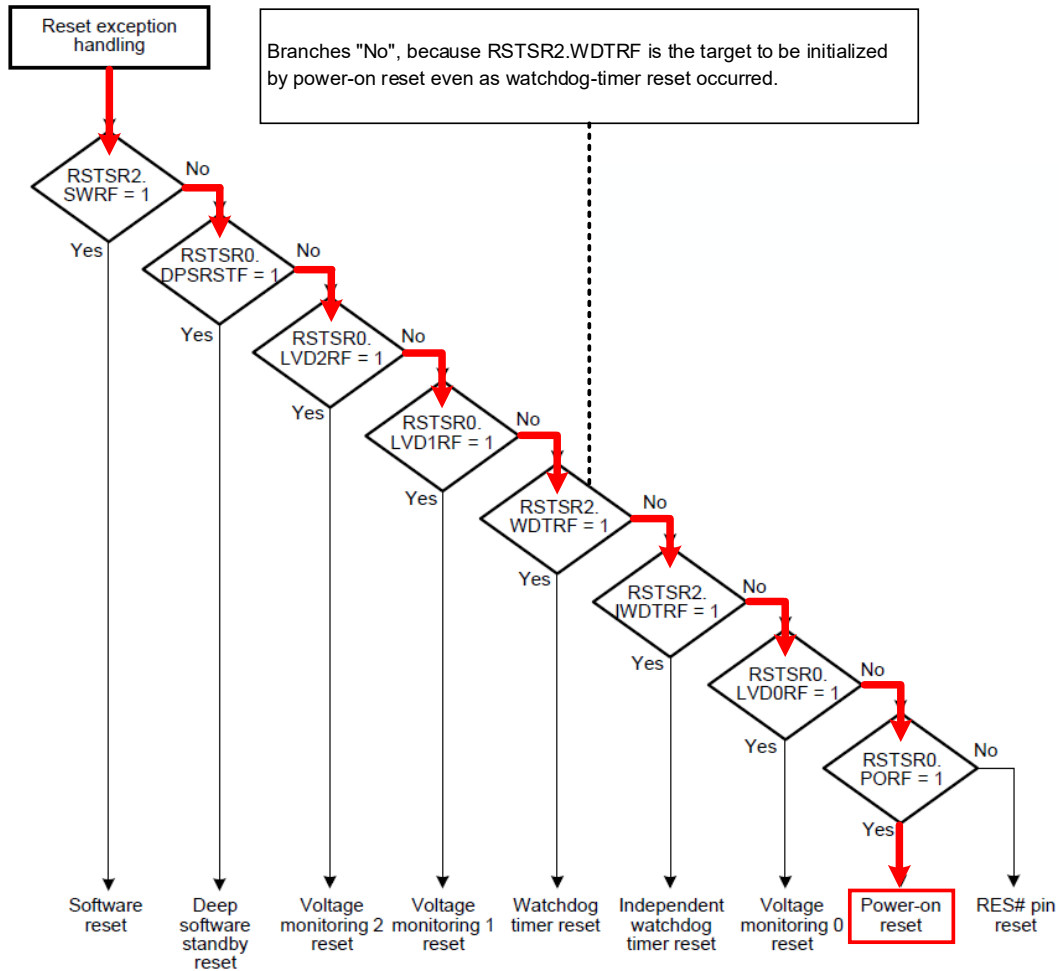 Reset exception
handling
Branches "No", because RSTSR2.WDTRF is the target to be initialized
by power-on reset even as watchdog-timer reset occurred.
RSTSR2.
SWRF = 1
No
Yes
RSTSR0.
DPSRSTF = 1
No
Yes
RSTSR0.
LVD2RF = 1
No
Yes
RSTSR0.
LVD1RF = 1
No
Yes
RSTSR2.
WDTRF = 1
No
Yes
RSTSR2.
IWDTRF = 1
No
Yes
RSTSR0.
LVD0RF = 1
No
Yes
RSTSR0.
PORF = 1
No
Yes
Software
reset
Deep
software
standby
reset
Voltage
monitoring 2
reset
Voltage
monitoring 1
reset
Watchdog
timer reset
Independent
watchdog
timer reset
Voltage
monitoring 0
reset
Power-on
reset
RES# pin
reset